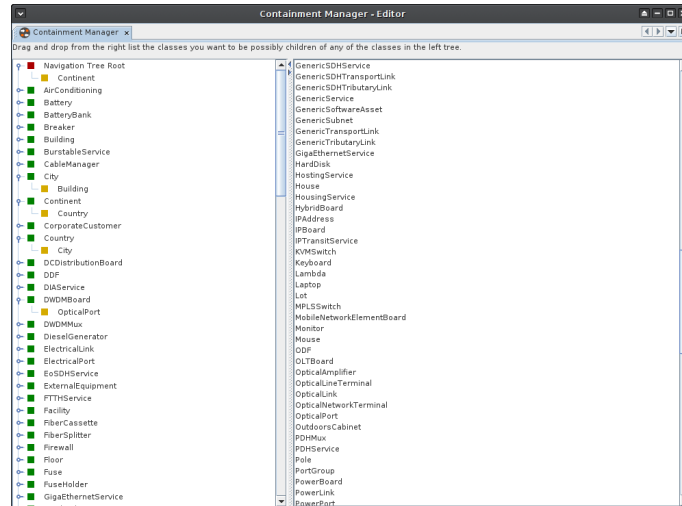 Containment Manager - Editor
Containment Manager x
Drag and drop from the right list the classes you want to be possibly children of any of the classes in the left tree.
Navigation Tree Root
Continent
AirConditioning
Battery
BatteryBank
Breaker
Building
BurstableService
CableManager
City
Building
Continent
Country
CorporateCustomer
Country
City
DCDistributionBoard
DDF
DIAService
DWDMBoard
OpticalPort
DWDMMux
DieselGenerator
ElectricalLink
ElectricalPort
EoSDHService
ExternalEquipment
FTTHService
Facility
FiberCassette
FiberSplitter
Firewall
Floor
Fuse
FuseHolder
GigaEthernetService
GenericSDHService
GenericSDHTransportLink
GenericSDHTributaryLink
GenericService
GenericSoftwareAsset
GenericSubnet
GenericTransportLink
GenericTributaryLink
GigaEthernetService
HardDisk
HostingService
House
HousingService
HybridBoard
IPAddress
IPBoard
IPTransitService
KVMSwitch
Keyboard
Lambda
Laptop
Lot
MPLSSwitch
MobileNetworkElementBoard
Monitor
Mouse
ODF
OLTBoard
OpticalAmplifier
OpticalLineTerminal
OpticalLink
OpticalNetworkTerminal
OpticalPort
OutdoorsCabinet
PDHMux
PDHService
Pole
PortGroup
PowerBoard
PowerLink
PowerPort